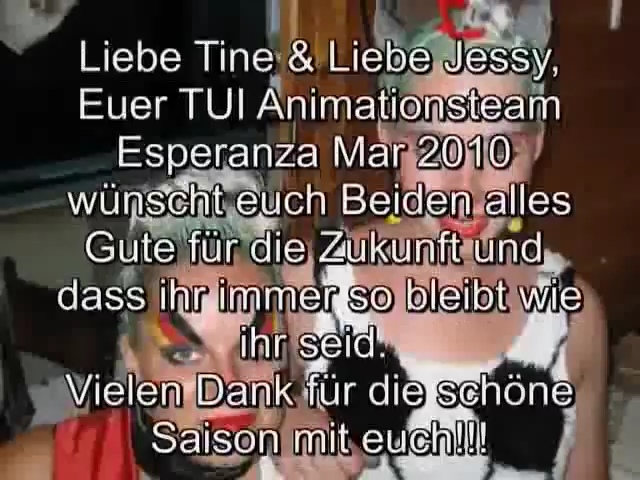 Liebe Tine & Liebe Jessy,
Euer TUI Animationsteam
Esperanza Mar 2010
wünscht euch Beiden alles
Gute für die Zukunft und
dass ihr immer so bleibt wie
ihr seid.
Vielen Dank für die schöne
Saison mit euch!!!